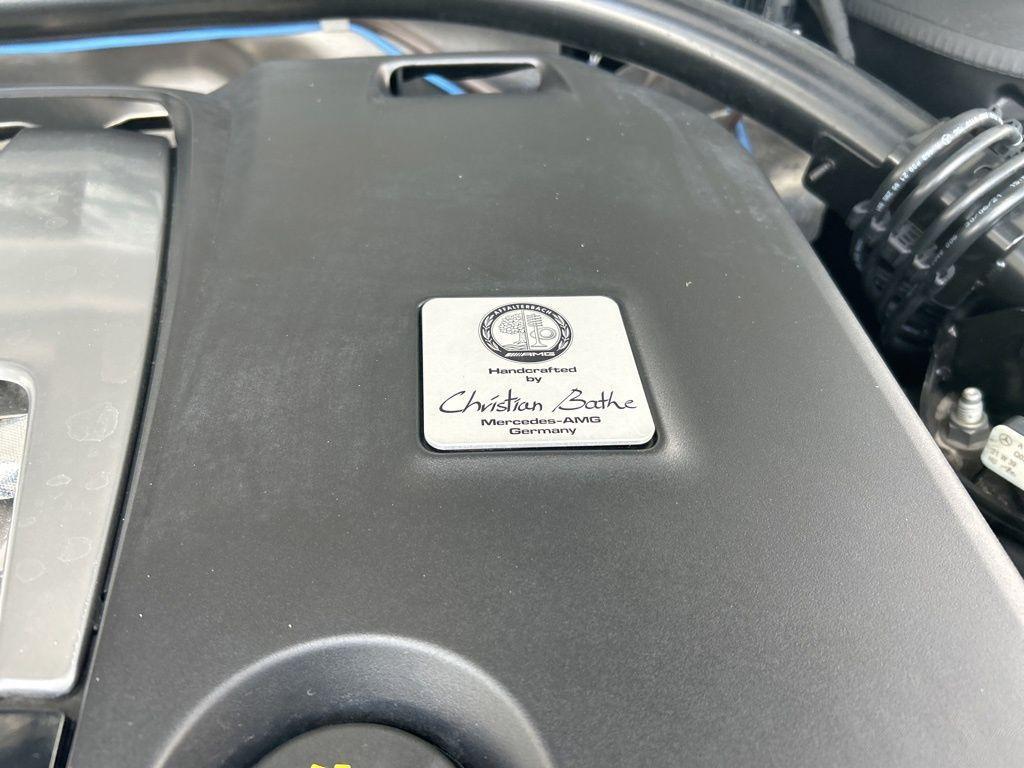 AFFALTERBACH
AMG
Handcrafted
by
Christian Bathe
Mercedes-AMG
Germany